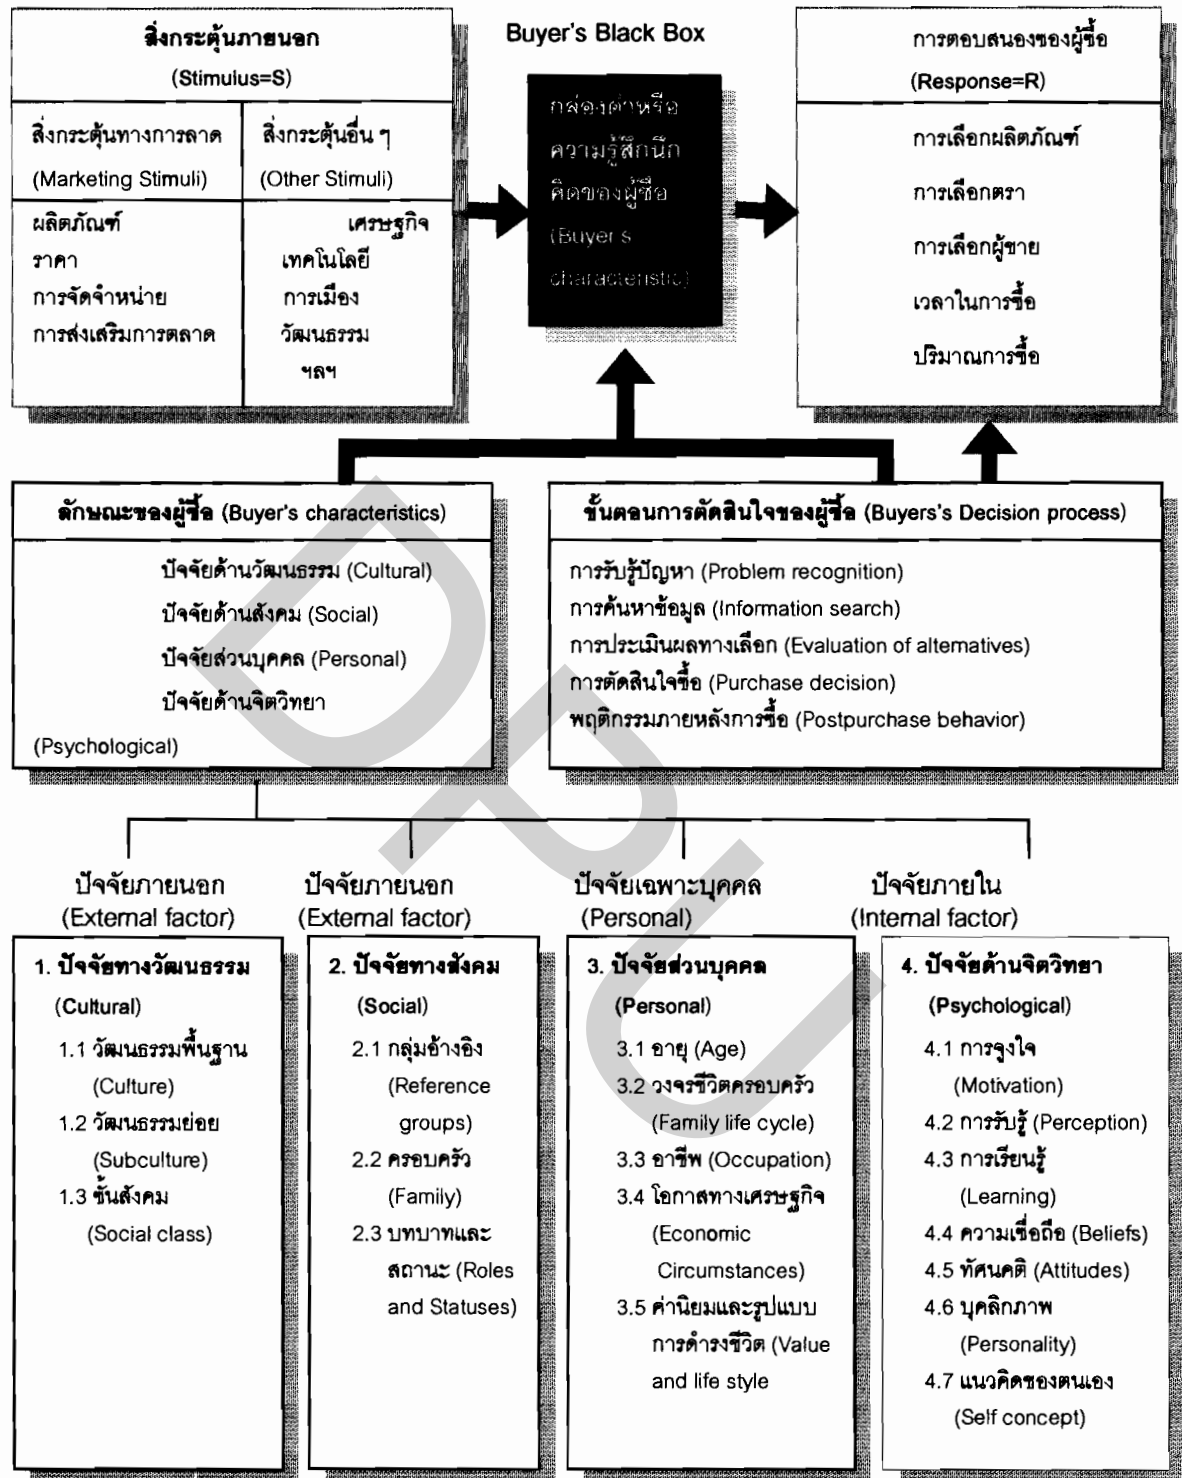 สิ่งกระตุ้นภายนอก
(Stimulus=S)
สิ่งกระตุ้นทางการลาด
(Marketing Stimuli)
ผลิตภัณฑ์
ราคา
การจัดจำหน่าย
การส่งเสริมการตลาด
สิ่งกระตุ้นอื่น ๆ
(Other Stimuli)
เศรษฐกิจ
เทคโนโลยี
การเมือง
วัฒนธรรม
ฯลฯ
Buyer's Black Box
กล่องดำหรือ
ความรู้สึกนึก
คิดของผู้ซื้อ
(Buyer s
characteristic)
การตอบสนองของผู้ซื้อ
(Response=R)
การเลือกผลิตภัณฑ์
การเลือกตรา
การเลือกผู้ขาย
เวลาในการซื้อ
ปริมาณการซื้อ
ลักษณะของผู้ซื้อ (Buyer's characteristics)
ปัจจัยด้านวัฒนธรรม (Cultural)
ปัจจัยด้านสังคม (Social)
ปัจจัยส่วนบุคคล (Personal)
ปัจจัยด้านจิตวิทยา
(Psychological)
ขั้นตอนการตัดสินใจของผู้ซื้อ (Buyers's Decision process)
การรับรู้ปัญหา (Problem recognition)
การค้นหาข้อมูล (Information search)
การประเมินผลทางเลือก (Evaluation of alternatives)
การตัดสินใจซื้อ (Purchase decision)
พฤติกรรมภายหลังการซื้อ (Postpurchase behavior)
DPU
ปัจจัยภายนอก
(External factor)
1. ปัจจัยทางวัฒนธรรม
(Cultural)
1.1 วัฒนธรรมพื้นฐาน
(Culture)
1.2 วัฒนธรรมย่อย
(Subculture)
1.3 ชั้นสังคม
(Social class)
ปัจจัยภายนอก
(External factor)
2. ปัจจัยทางสังคม
(Social)
2.1 กลุ่มอ้างอิง
(Reference
groups)
2.2 ครอบครัว
(Family)
2.3 บทบาทและ
สถานะ (Roles
and Statuses)
ปัจจัยเฉพาะบุคคล
(Personal)
3. ปัจจัยส่วนบุคคล
(Personal)
3.1 อายุ (Age)
3.2 วงจรชีวิตครอบครัว
(Family life cycle)
3.3 อาชีพ (Occupation)
3.4 โอกาสทางเศรษฐกิจ
(Economic
Circumstances)
3.5 ค่านิยมและรูปแบบ
การดำรงชีวิต (Value
and life style
ปัจจัยภายใน
(Internal factor)
4. ปัจจัยด้านจิตวิทยา
(Psychological)
4.1 การจูงใจ
(Motivation)
4.2 การรับรู้ (Perception)
4.3 การเรียนรู้
(Learning)
4.4 ความเชื่อถือ (Beliefs)
4.5 ทัศนคติ (Attitudes)
4.6 บุคลิกภาพ
(Personality)
4.7 แนวคิดของตนเอง
(Self concept)